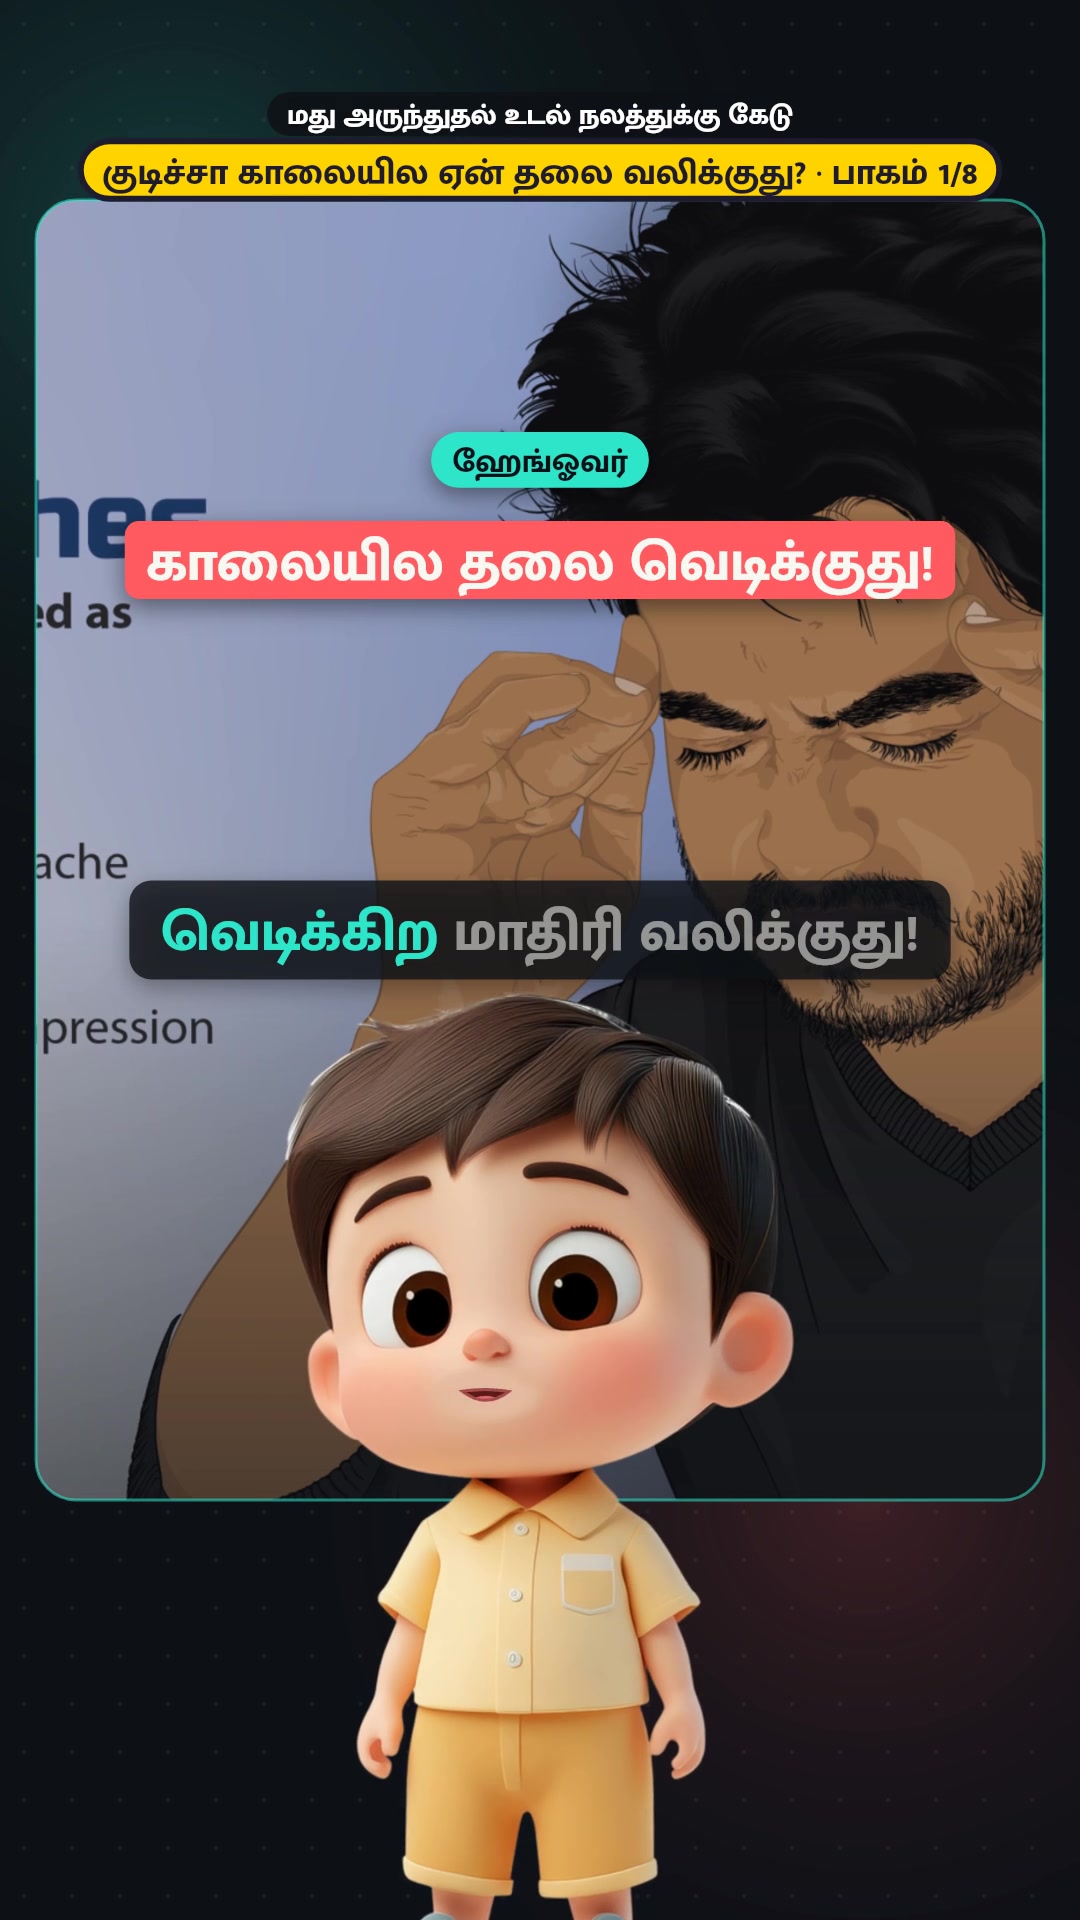 மது அருந்துதல் உடல் நலத்துக்கு கேடு
குடிச்சா காலையில ஏன் தலை வலிக்குது? · பாகம் 1/8
ஹேங்ஓவர்
காலையில தலை வெடிக்குது!
ed as
ache
வெடிக்கிற மாதிரி வலிக்குது!
pression